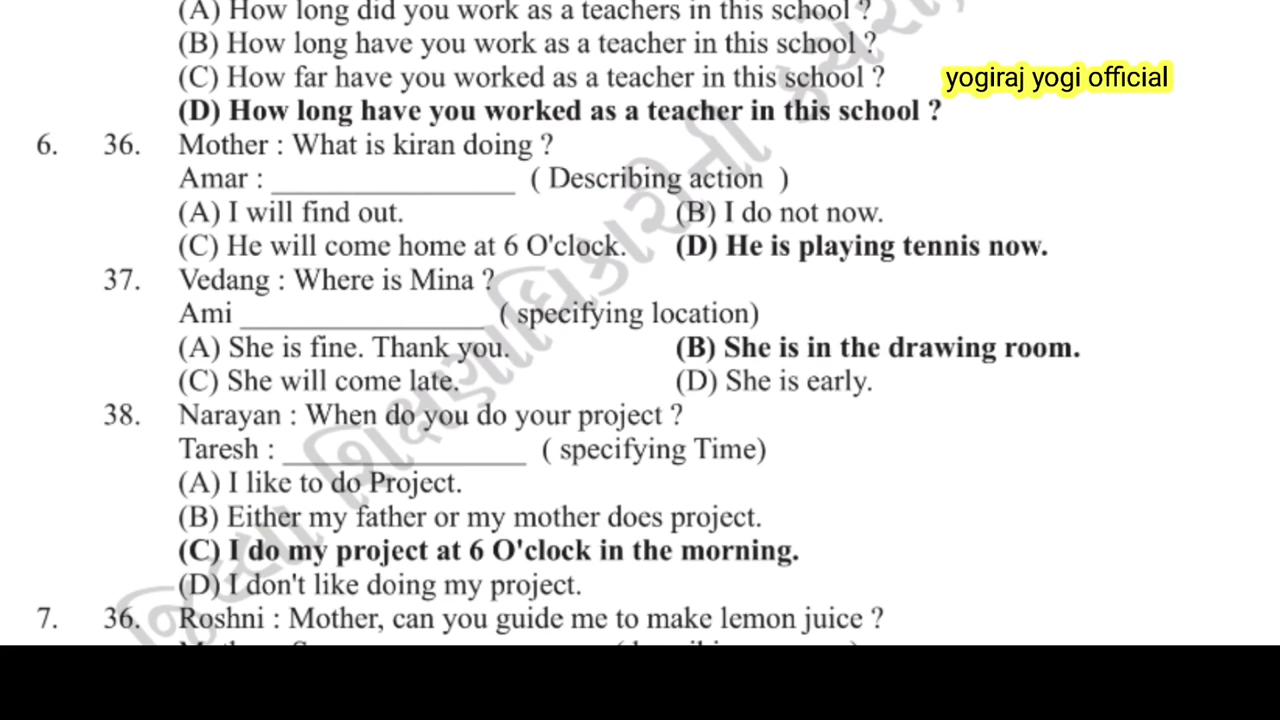 (A) How long did you work as a teachers in this school ?
(B) How long have you work as a teacher in this school ?
(C) How far have you worked as a teacher in this school ?
yogiraj yogi official
(D) How long have you worked as a teacher in this school ?
6. 36. Mother : What is kiran doing ?
Amar : _______________ ( Describing action )
(A) I will find out. (B) I do not now.
(C) He will come home at 6 O'clock. (D) He is playing tennis now.
37. Vedang : Where is Mina ?
Ami _______________ ( specifying location)
(A) She is fine. Thank you. (B) She is in the drawing room.
(C) She will come late. (D) She is early.
38. Narayan : When do you do your project ?
Taresh : _______________ ( specifying Time)
(A) I like to do Project.
(B) Either my father or my mother does project.
(C) I do my project at 6 O'clock in the morning.
(D) I don't like doing my project.
7. 36. Roshni : Mother, can you guide me to make lemon juice ?